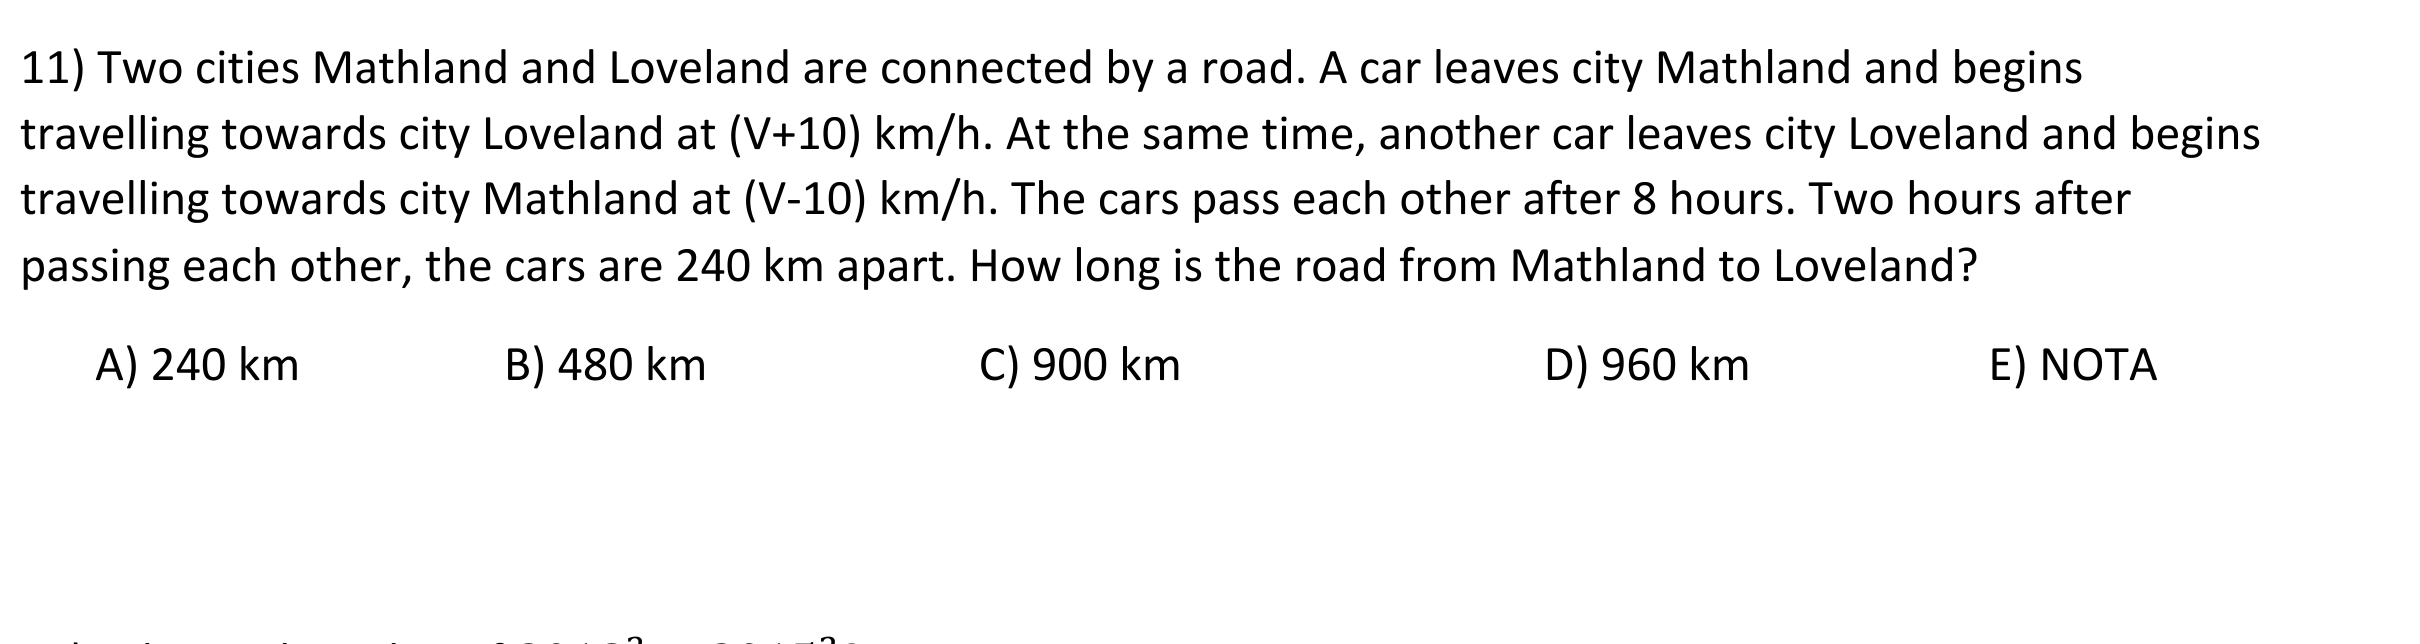 11) Two cities Mathland and Loveland are connected by a road. A car leaves city Mathland and begins
travelling towards city Loveland at (V+10) km/h. At the same time, another car leaves city Loveland and begins
travelling towards city Mathland at (V-10) km/h. The cars pass each other after 8 hours. Two hours after
passing each other, the cars are 240 km apart. How long is the road from Mathland to Loveland?
A) 240 km B) 480 km C) 900 km D) 960 km E) NOTA